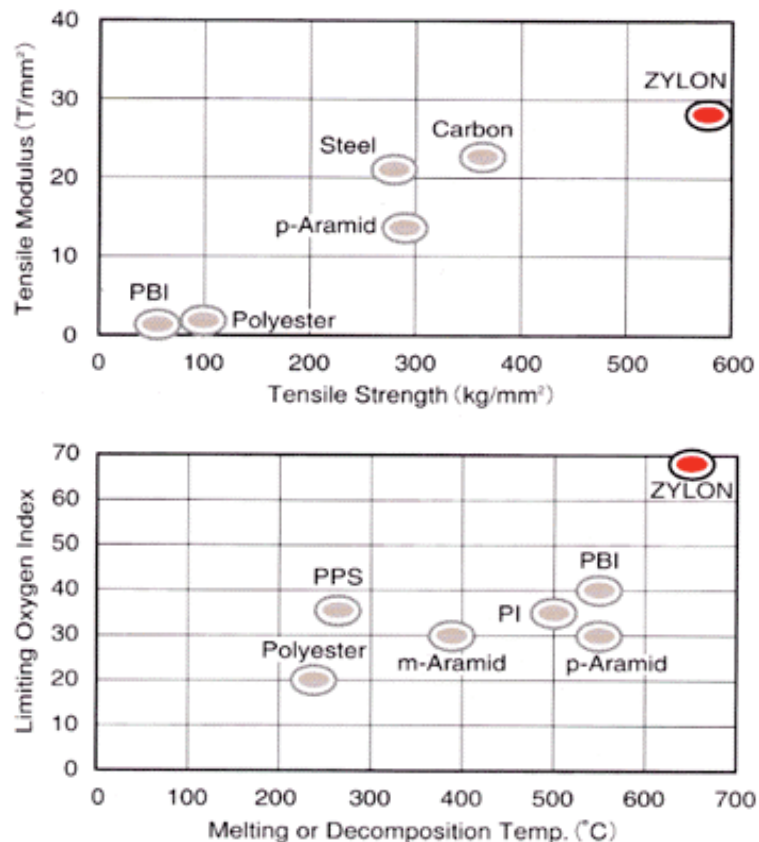 40
30
20
10
0
Tensile Modulus (T/mm²)
ZYLON
Carbon
Steel
p-Aramid
PBI
Polyester
0 100 200 300 400 500 600
Tensile Strength (kg/mm²)
70
60
50
40
30
20
10
0
Limiting Oxygen Index
ZYLON
PBI
PPS
PI
Polyester
m-Aramid
p-Aramid
0 100 200 300 400 500 600 700
Melting or Decomposition Temp. (°C)